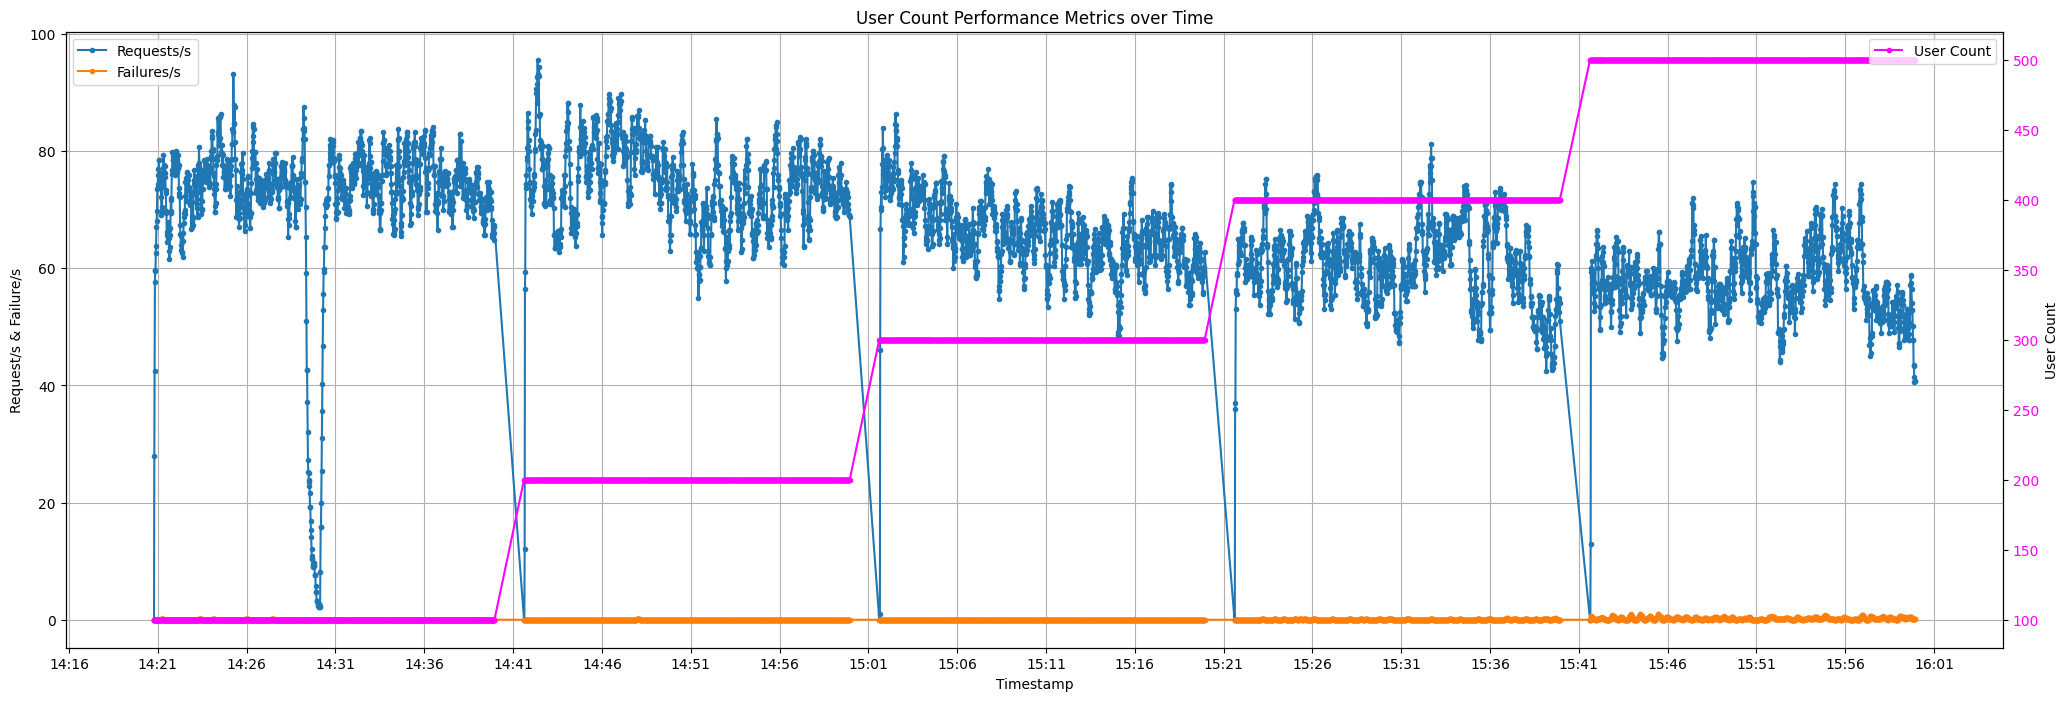 User Count Performance Metrics over Time
Requests/s
Failures/s
User Count
100
80
60
40
20
0
Request/s & Failure/s
500
450
400
350
300
250
200
150
100
User Count
14:16 14:21 14:26 14:31 14:36 14:41 14:46 14:51 14:56 15:01 15:06 15:11 15:16 15:21 15:26 15:31 15:36 15:41 15:46 15:51 15:56 16:01
Timestamp